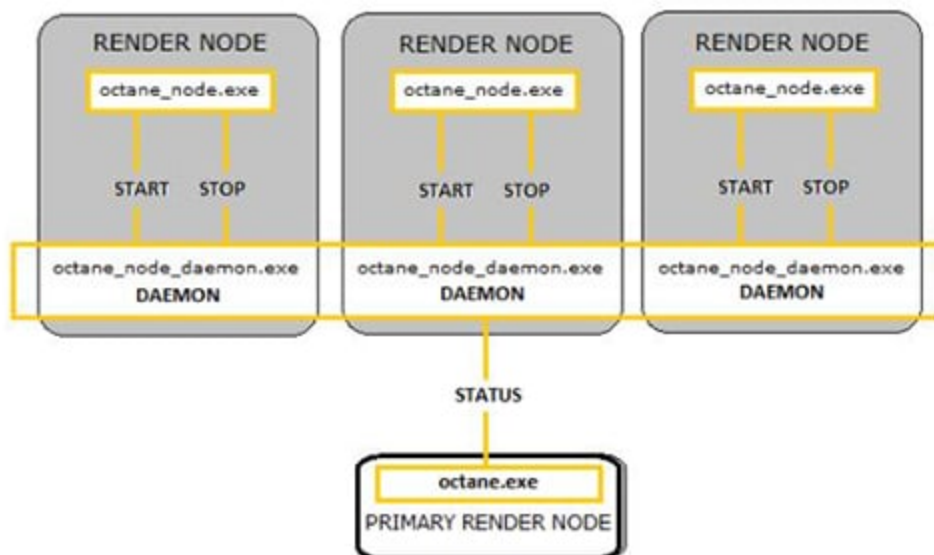 RENDER NODE
octane_node.exe
START STOP
octane_node_daemon.exe
DAEMON
RENDER NODE
octane_node.exe
START STOP
octane_node_daemon.exe
DAEMON
RENDER NODE
octane_node.exe
START STOP
octane_node_daemon.exe
DAEMON
STATUS
octane.exe
PRIMARY RENDER NODE